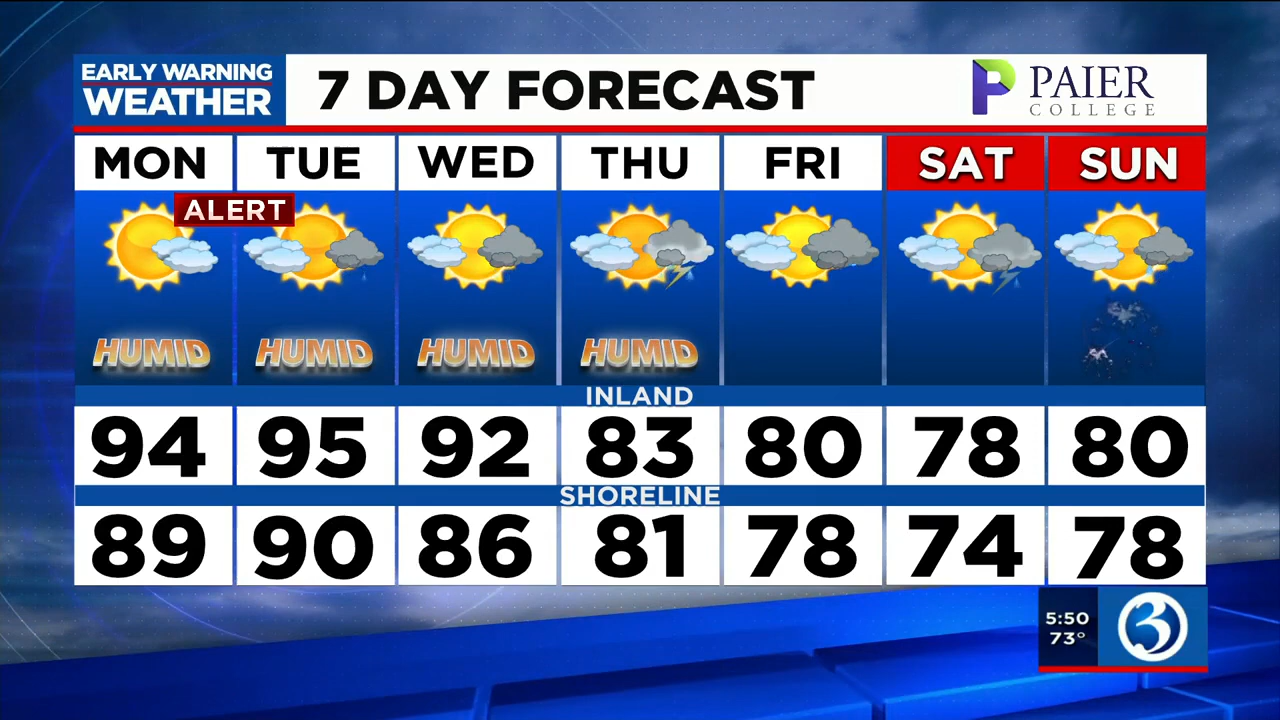 EARLY WARNING
WEATHER
7 DAY FORECAST
PAIER
COLLEGE
MON TUE WED THU FRI SAT SUN
ALERT
HUMID HUMID HUMID HUMID
INLAND
94 95 92 83 80 78 80
SHORELINE
89 90 86 81 78 74 78
5:50
73°
3